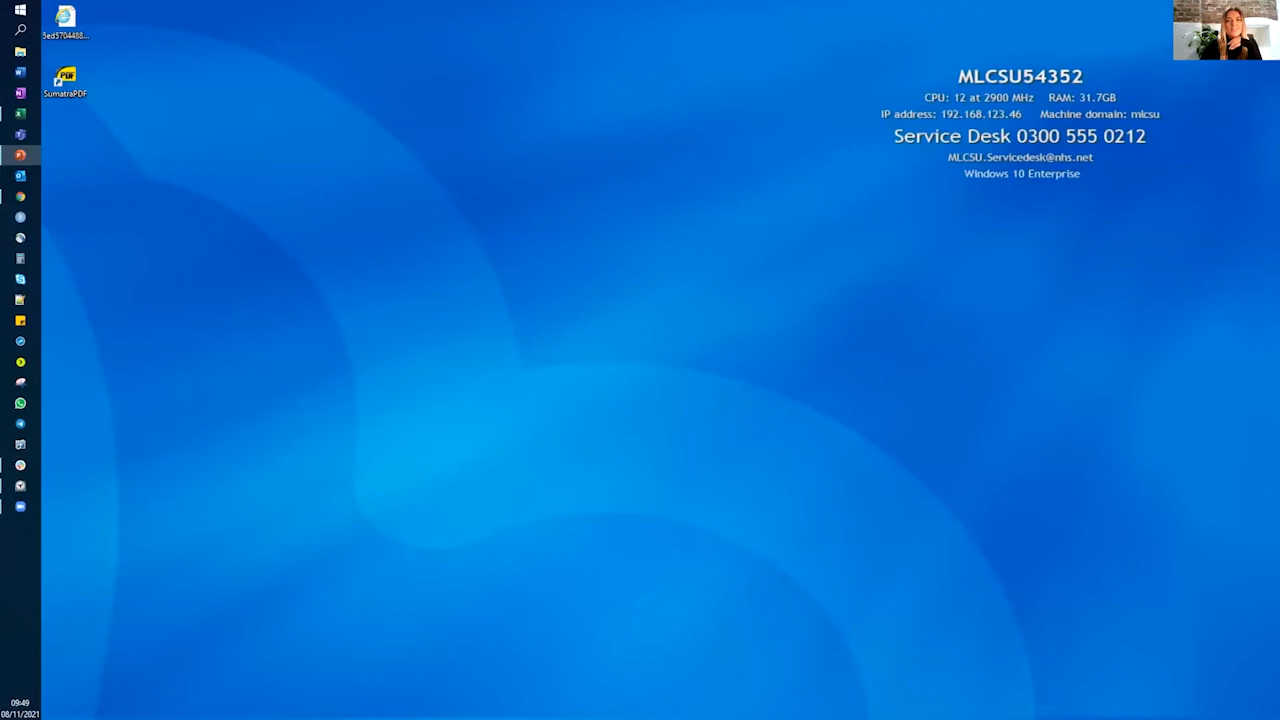 5ed5704488...
PDF
SumatraPDF
MLCSU54352
CPU: 12 at 2900 MHz RAM: 31.7GB
IP address: 192.168.123.46 Machine domain: mlcsu
Service Desk 0300 555 0212
MLCSU.Servicedesk@nhs.net
Windows 10 Enterprise
09:49
08/11/2021